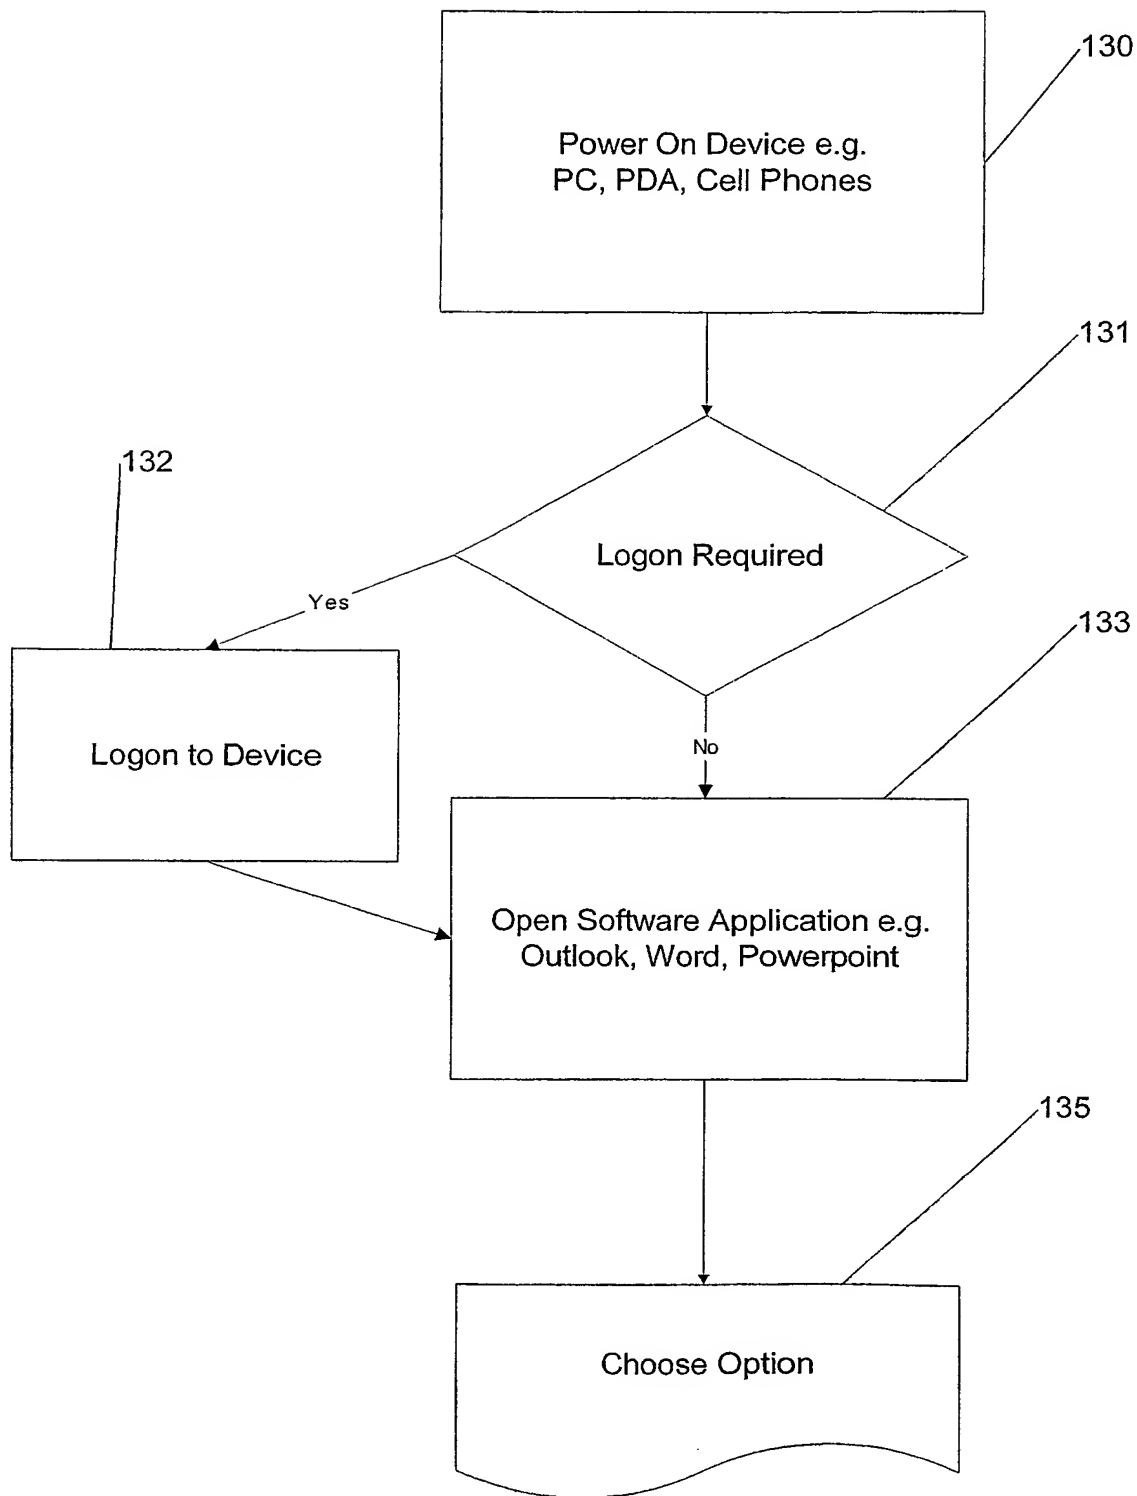 130
Power On Device e.g.
PC, PDA, Cell Phones
131
132
Logon Required
Yes
133
Logon to Device
No
Open Software Application e.g.
Outlook, Word, Powerpoint
135
Choose Option